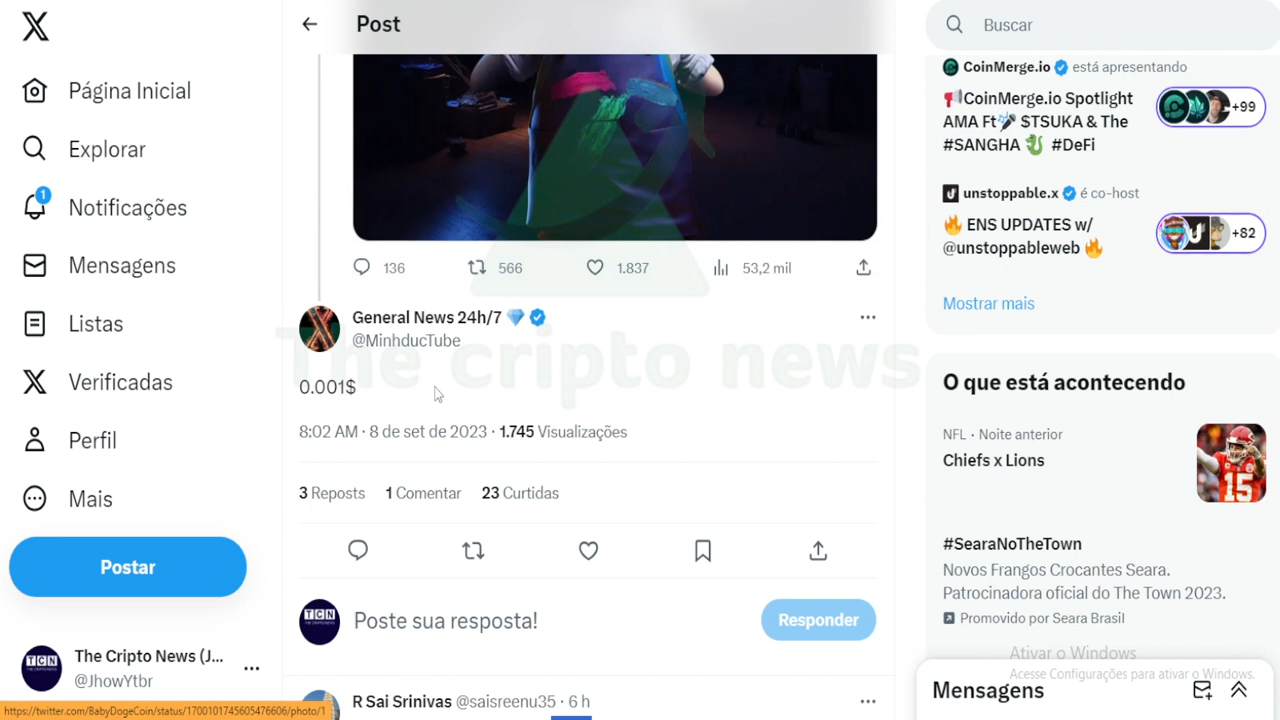 Post
Buscar
Página Inicial
Explorar
1
Notificações
Mensagens
Listas
Verificadas
Perfil
Mais
Postar
The Cripto News (J...
@JhowYtbr
https://twitter.com/BabyDogeCoin/status/1700101745605476606/photo/1
136
566
1.837
53,2 mil
General News 24h/7
@MinhducTube
The cripto news
0.001$
8:02 AM · 8 de set de 2023 · 1.745 Visualizações
3 Reposts 1 Comentar 23 Curtidas
TCN
Poste sua resposta!
Responder
R Sai Srinivas @saisreenu35 · 6 h
CoinMerge.io está apresentando
📢CoinMerge.io Spotlight
AMA Ft🎤 $TSUKA & The
#SANGHA 🐉 #DeFi
+99
unstoppable.x é co-host
🔥 ENS UPDATES w/
@unstoppableweb 🔥
+82
Mostrar mais
O que está acontecendo
NFL · Noite anterior
Chiefs x Lions
15
#SearaNoTheTown
Novos Frangos Crocantes Seara.
Patrocinadora oficial do The Town 2023.
Promovido por Seara Brasil
Ativar o Windows
Acesse Configurações para ativar o Windows.
Mensagens
TCN